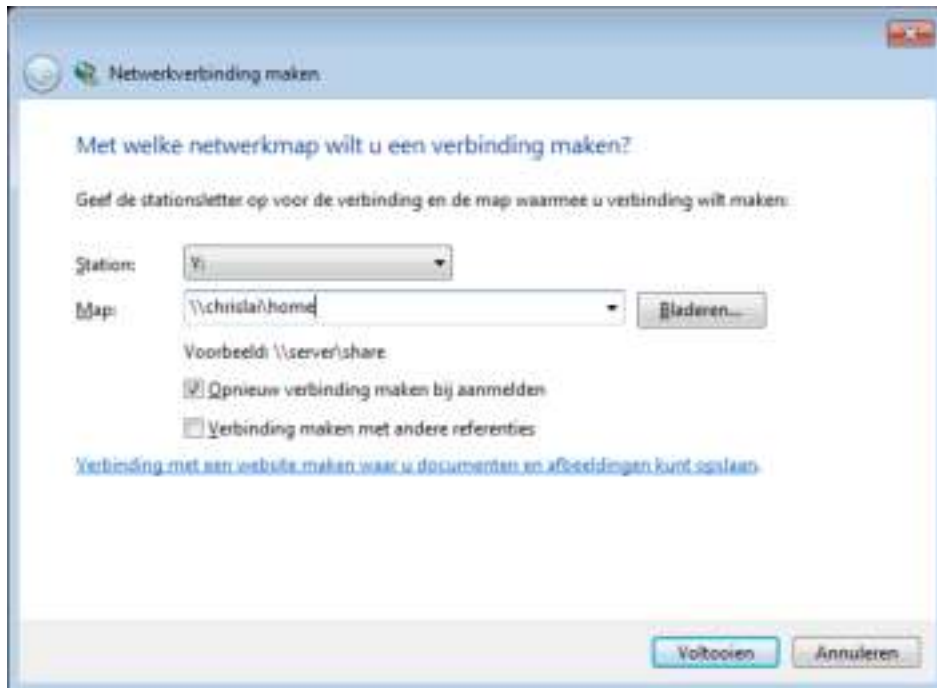 Netwerkverbinding maken
Met welke netwerkmap wilt u een verbinding maken?
Geef de stationsletter op voor de verbinding en de map waarmee u verbinding wilt maken:
Station: Y:
Map: \\chrislai\home Bladeren...
Voorbeeld: \\server\share
Opnieuw verbinding maken bij aanmelden
Verbinding maken met andere referenties
Verbinding met een website maken waar u documenten en afbeeldingen kunt opslaan.
Voltooien Annuleren